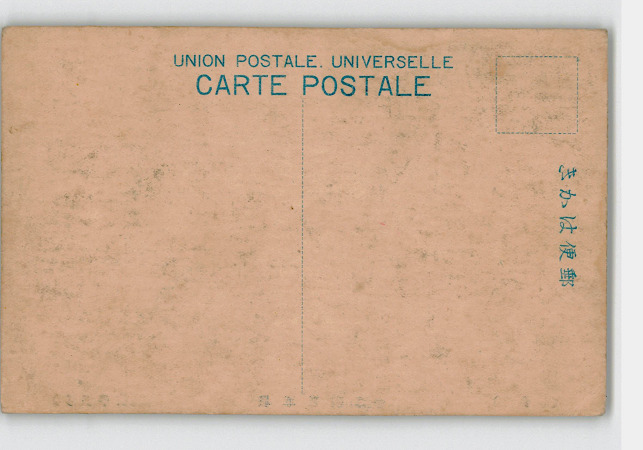 UNION POSTALE. UNIVERSELLE
CARTE POSTALE
きかは便郵